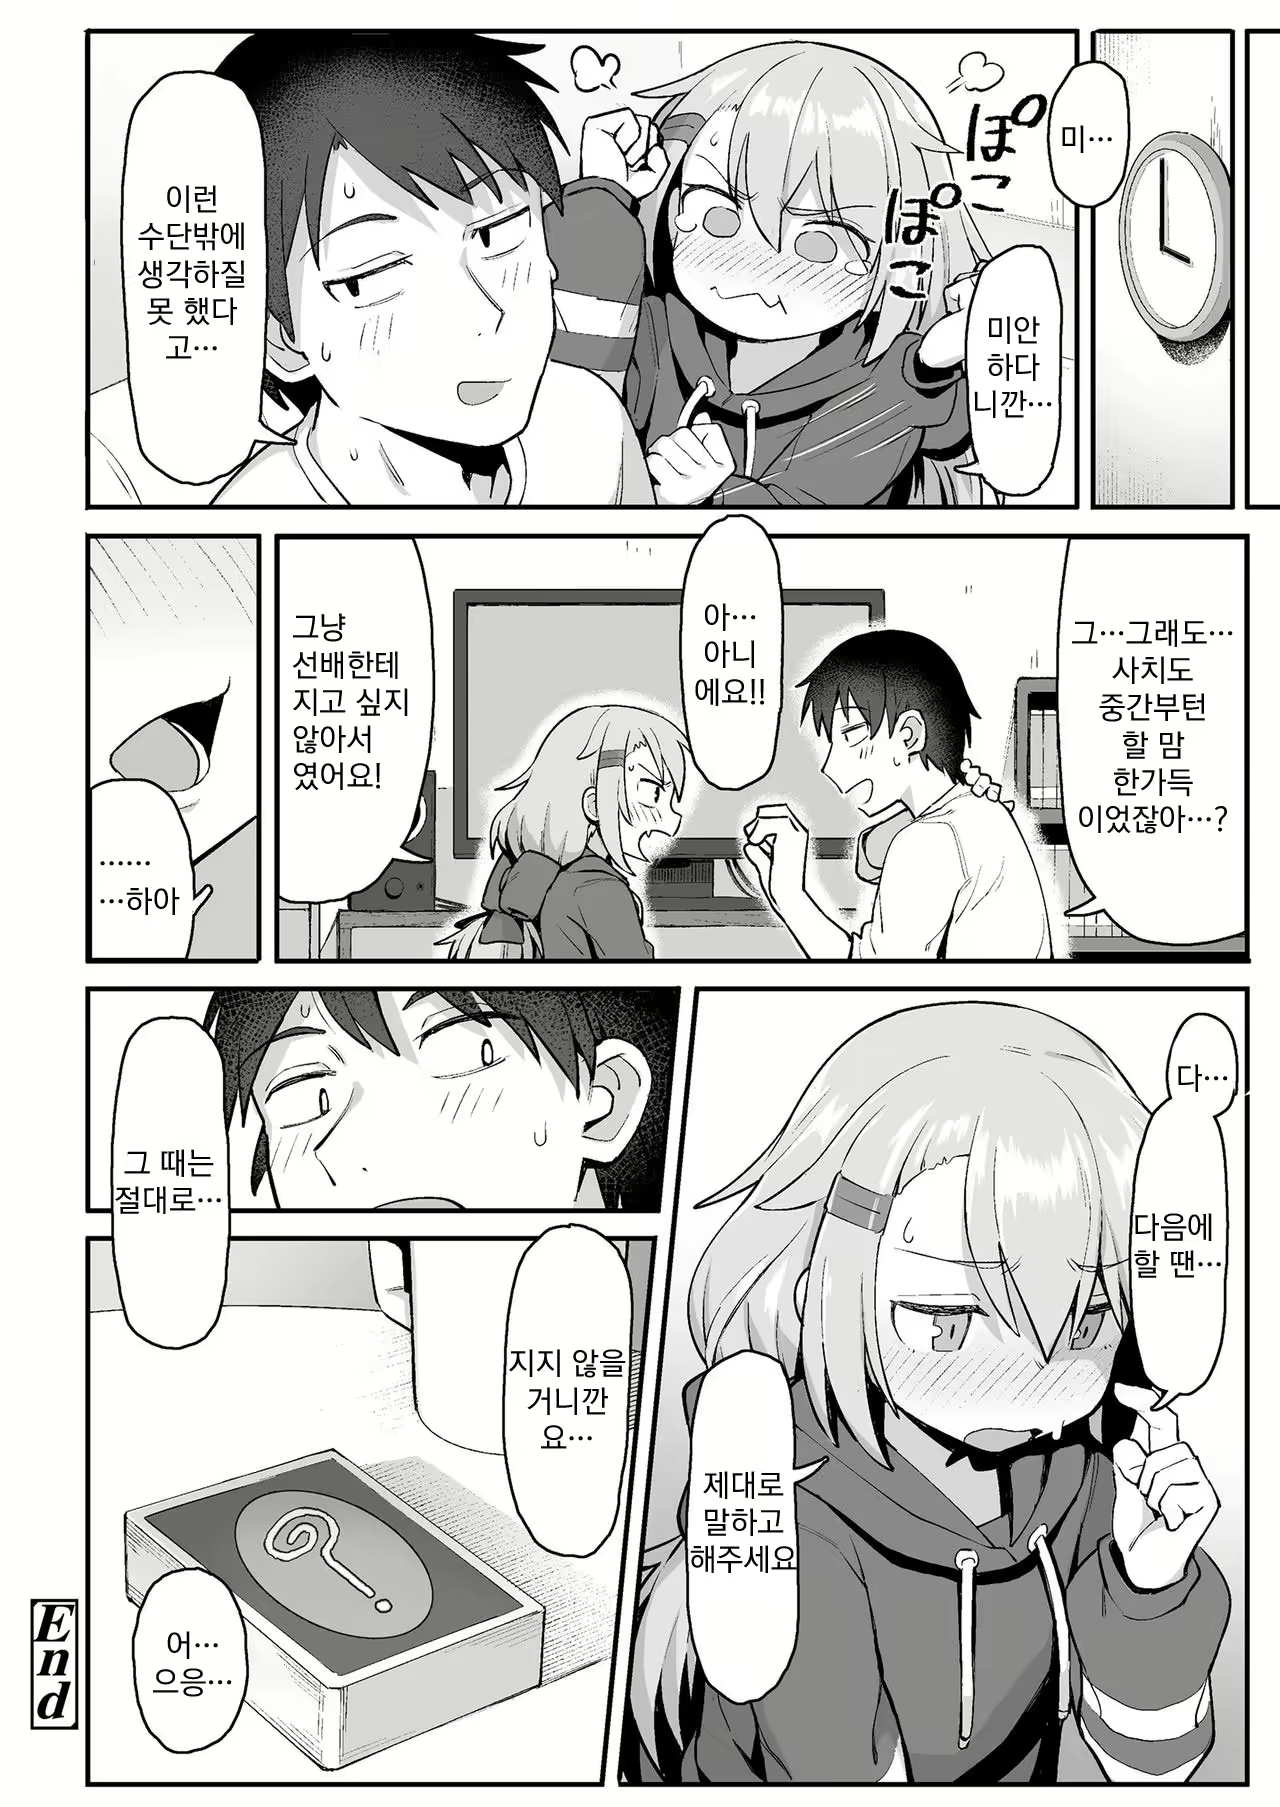 미…
미안
하다
니깐…
ぽこ
ぽこ
이런
수단밖에
생각하질
못 했다
고…
그…그래도…
사치도
중간부턴
할 맘
한가득
이었잖아…?
아…
아니
에요!!
그냥
선배한테
지고 싶지
않아서
였어요!
……
…하아
다…
다음에
할 땐…
제대로
말하고
해주세요
그 때는
절대로…
지지 않을
거니깐
요…
어…
으응…
?
End